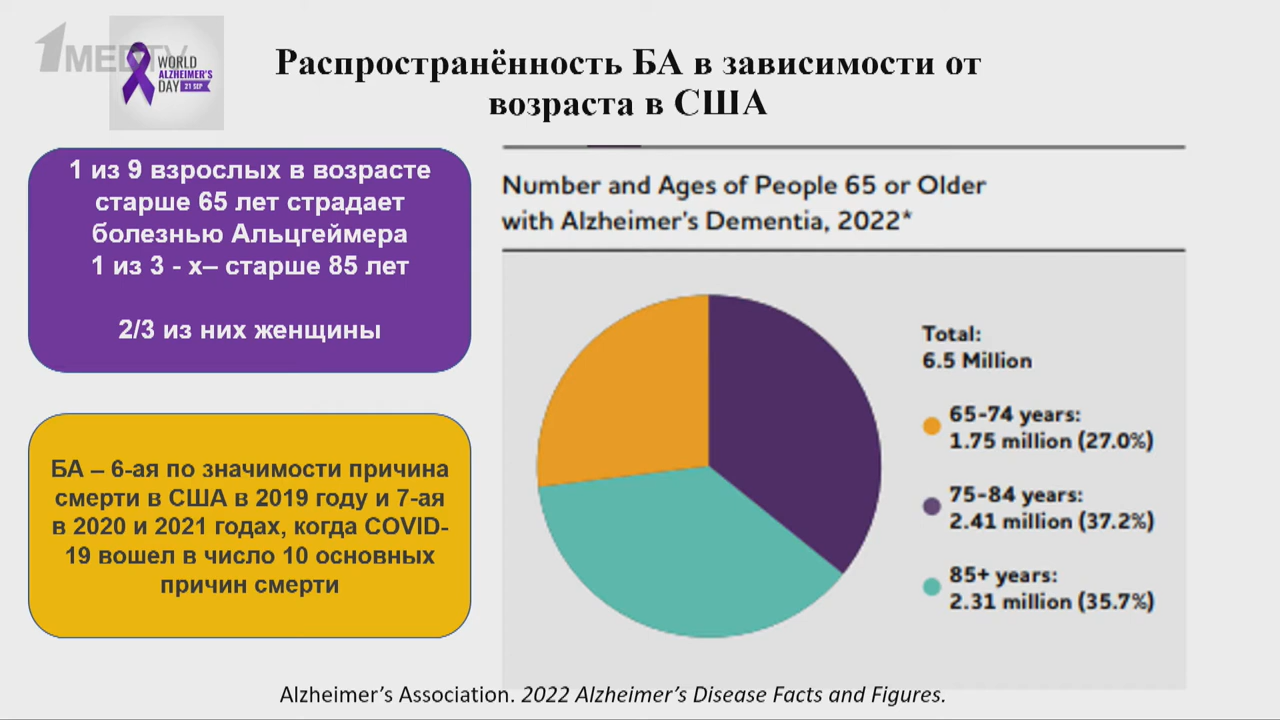 1MEDTV
WORLD
ALZHEIMER'S
DAY 21 SEP
Распространённость БА в зависимости от
возраста в США
1 из 9 взрослых в возрасте
старше 65 лет страдает
болезнью Альцгеймера
1 из 3 - х– старше 85 лет
2/3 из них женщины
БА – 6-ая по значимости причина
смерти в США в 2019 году и 7-ая
в 2020 и 2021 годах, когда COVID-
19 вошел в число 10 основных
причин смерти
Number and Ages of People 65 or Older
with Alzheimer's Dementia, 2022*
Total:
6.5 Million
65-74 years:
1.75 million (27.0%)
75-84 years:
2.41 million (37.2%)
85+ years:
2.31 million (35.7%)
Alzheimer's Association. 2022 Alzheimer's Disease Facts and Figures.